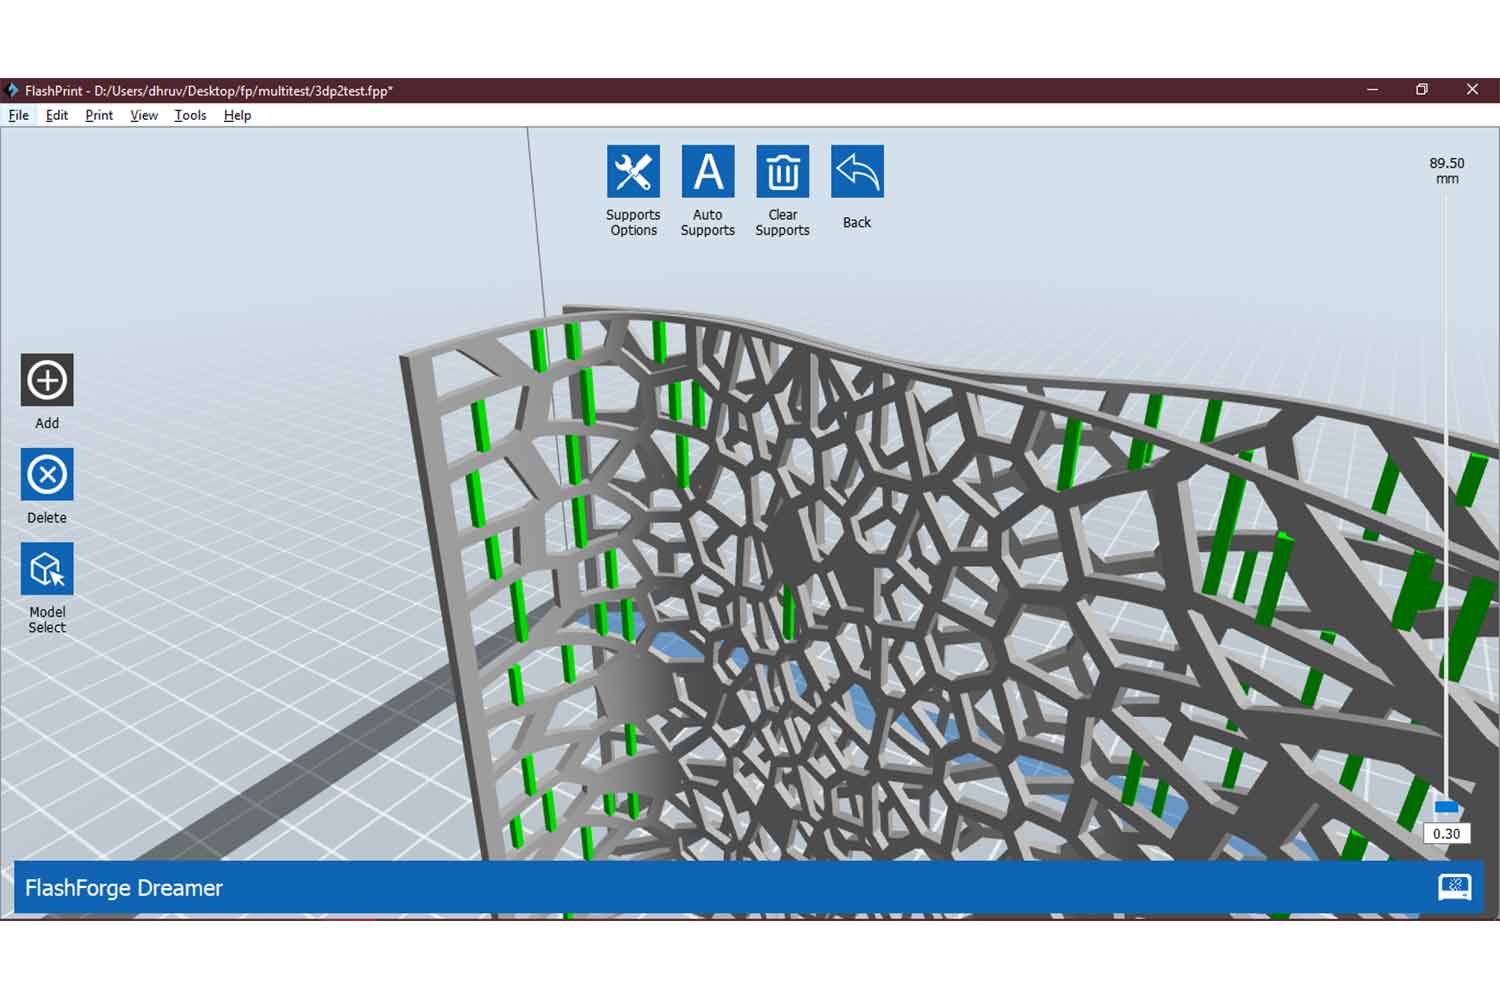 FlashPrint - D:/Users/dhruv/Desktop/fp/multitest/3dp2test.fpp*
File Edit Print View Tools Help
Supports
Options
Auto
Supports
Clear
Supports
Back
89.50
mm
Add
Delete
Model
Select
0.30
FlashForge Dreamer